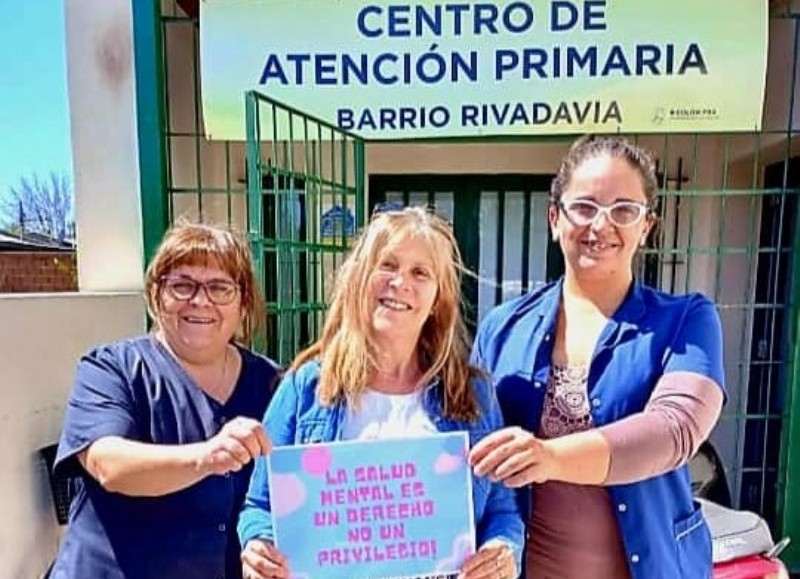 CENTRO DE
ATENCIÓN PRIMARIA
BARRIO RIVADAVIA
LA SALUD
MENTAL ES
UN DERECHO
NO UN
PRIVILEGIO!